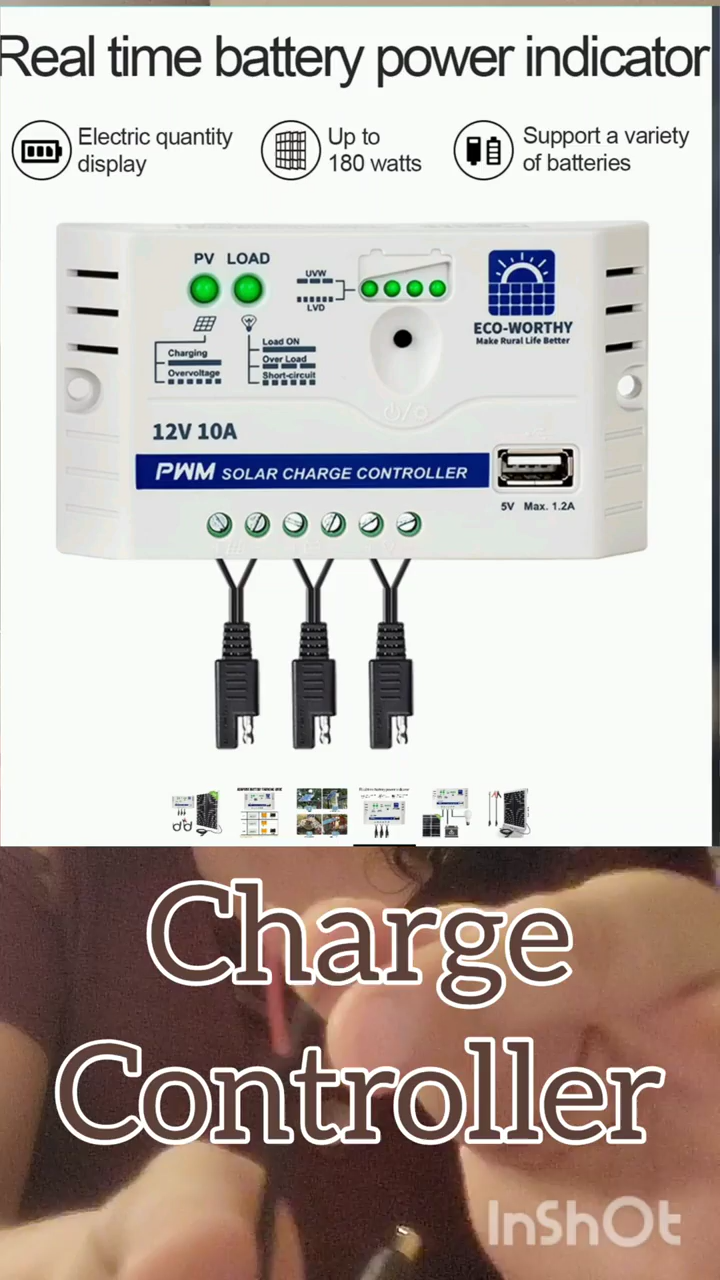 Real time battery power indicator
Electric quantity
display
Up to
180 watts
Support a variety
of batteries
PV LOAD
UVW
LVD
ECO-WORTHY
Make Rural Life Better
Charging
Overvoltage
Load ON
Over Load
Short-circuit
12V 10A
PWM SOLAR CHARGE CONTROLLER
5V Max. 1.2A
Charge
Controller
InShOt